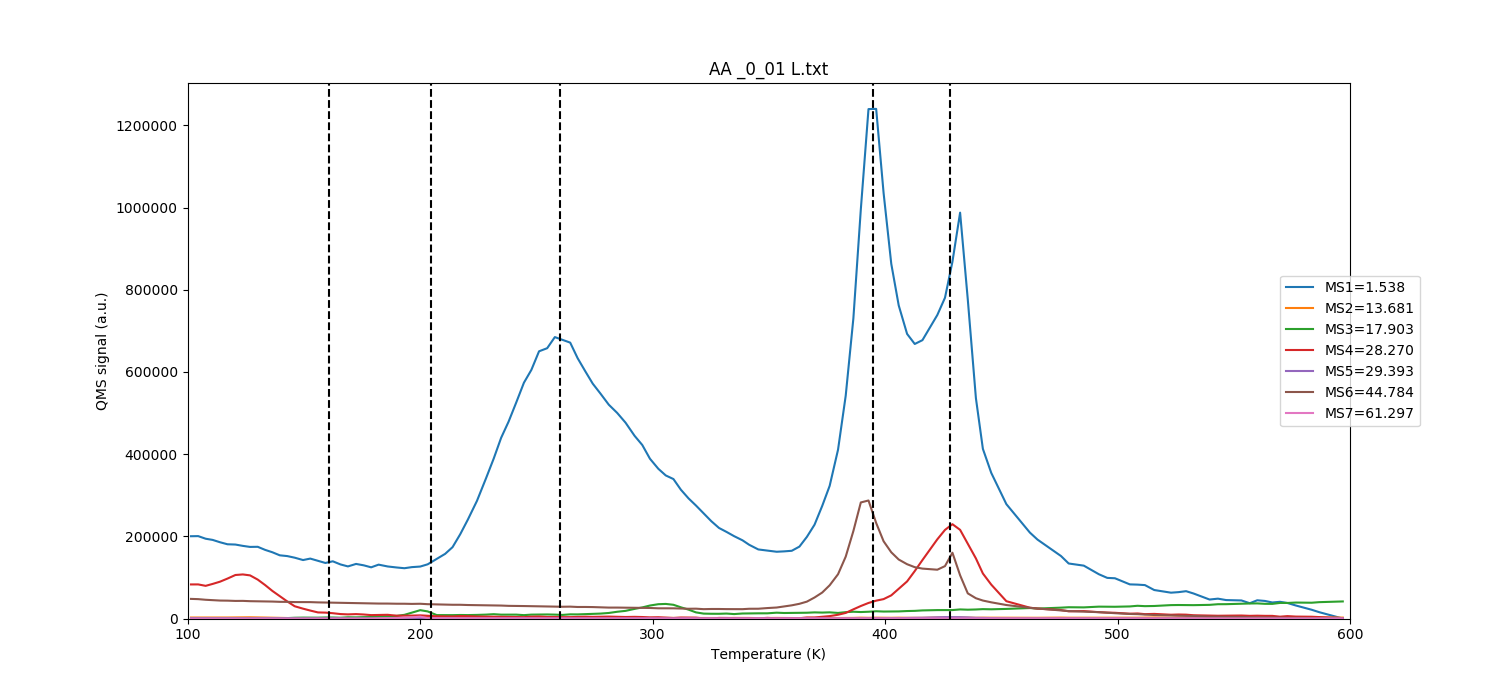 AA _0_01 L.txt
QMS signal (a.u.)
1200000
1000000
800000
600000
400000
200000
0
100
200
300
400
500
600
Temperature (K)
MS1=1.538
MS2=13.681
MS3=17.903
MS4=28.270
MS5=29.393
MS6=44.784
MS7=61.297